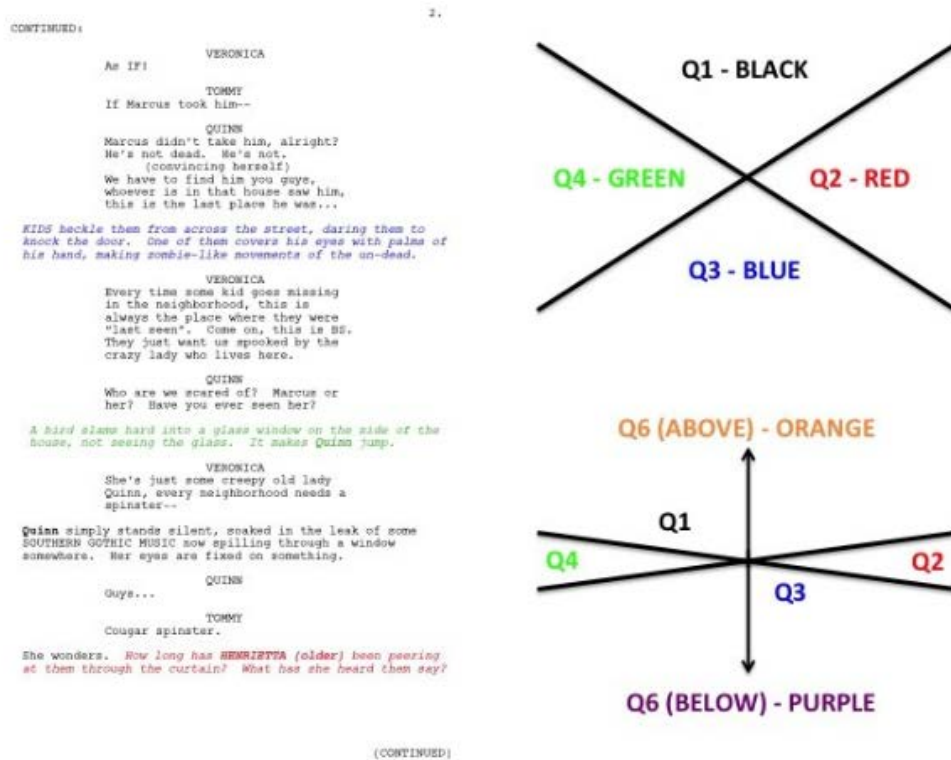 2.
CONTINUED:
VERONICA
As IF!
TOMMY
If Marcus took him--
QUINN
Marcus didn't take him, alright?
He's not dead. He's not.
(convincing herself)
We have to find him you guys,
whoever is in that house saw him,
this is the last place he was...
KIDS heckle them from across the street, daring them to
knock the door. One of them covers his eyes with palms of
his hand, making zombie-like movements of the un-dead.
VERONICA
Every time some kid goes missing
in the neighborhood, this is
always the place where they were
"last seen". Come on, this is BS.
They just want us spooked by the
crazy lady who lives here.
QUINN
Who are we scared of? Marcus or
her? Have you ever seen her?
A bird slams hard into a glass window on the side of the
house, not seeing the glass. It makes Quinn jump.
VERONICA
She's just some creepy old lady
Quinn, every neighborhood needs a
spinster--
Quinn simply stands silent, soaked in the leak of some
SOUTHERN GOTHIC MUSIC now spilling through a window
somewhere. Her eyes are fixed on something.
QUINN
Guys...
TOMMY
Cougar spinster.
She wonders. How long has HENRIETTA (older) been peering
at them through the curtain? What has she heard them say?
(CONTINUED)
Q1 - BLACK
Q4 - GREEN
Q2 - RED
Q3 - BLUE
Q6 (ABOVE) - ORANGE
Q1
Q4
Q2
Q3
Q6 (BELOW) - PURPLE